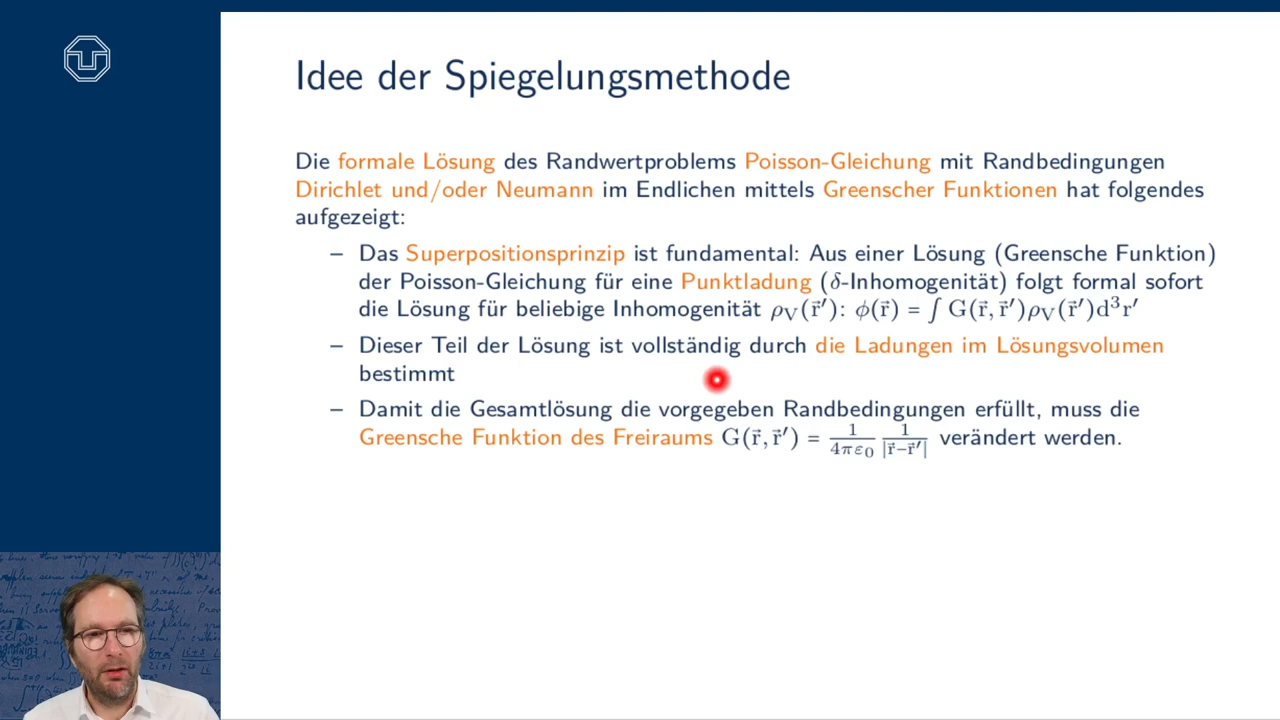 Idee der Spiegelungsmethode
Die formale Lösung des Randwertproblems Poisson-Gleichung mit Randbedingungen
Dirichlet und/oder Neumann im Endlichen mittels Greenscher Funktionen hat folgendes
aufgezeigt:
– Das Superpositionsprinzip ist fundamental: Aus einer Lösung (Greensche Funktion)
der Poisson-Gleichung für eine Punktladung (δ-Inhomogenität) folgt formal sofort
die Lösung für beliebige Inhomogenität ρ_V(r⃗′): ϕ(r⃗) = ∫ G(r⃗, r⃗′)ρ_V(r⃗′)d³r′
– Dieser Teil der Lösung ist vollständig durch die Ladungen im Lösungsvolumen
bestimmt
– Damit die Gesamtlösung die vorgegeben Randbedingungen erfüllt, muss die
Greensche Funktion des Freiraums G(r⃗, r⃗′) = 1/(4πε₀) 1/|r⃗−r⃗′| verändert werden.